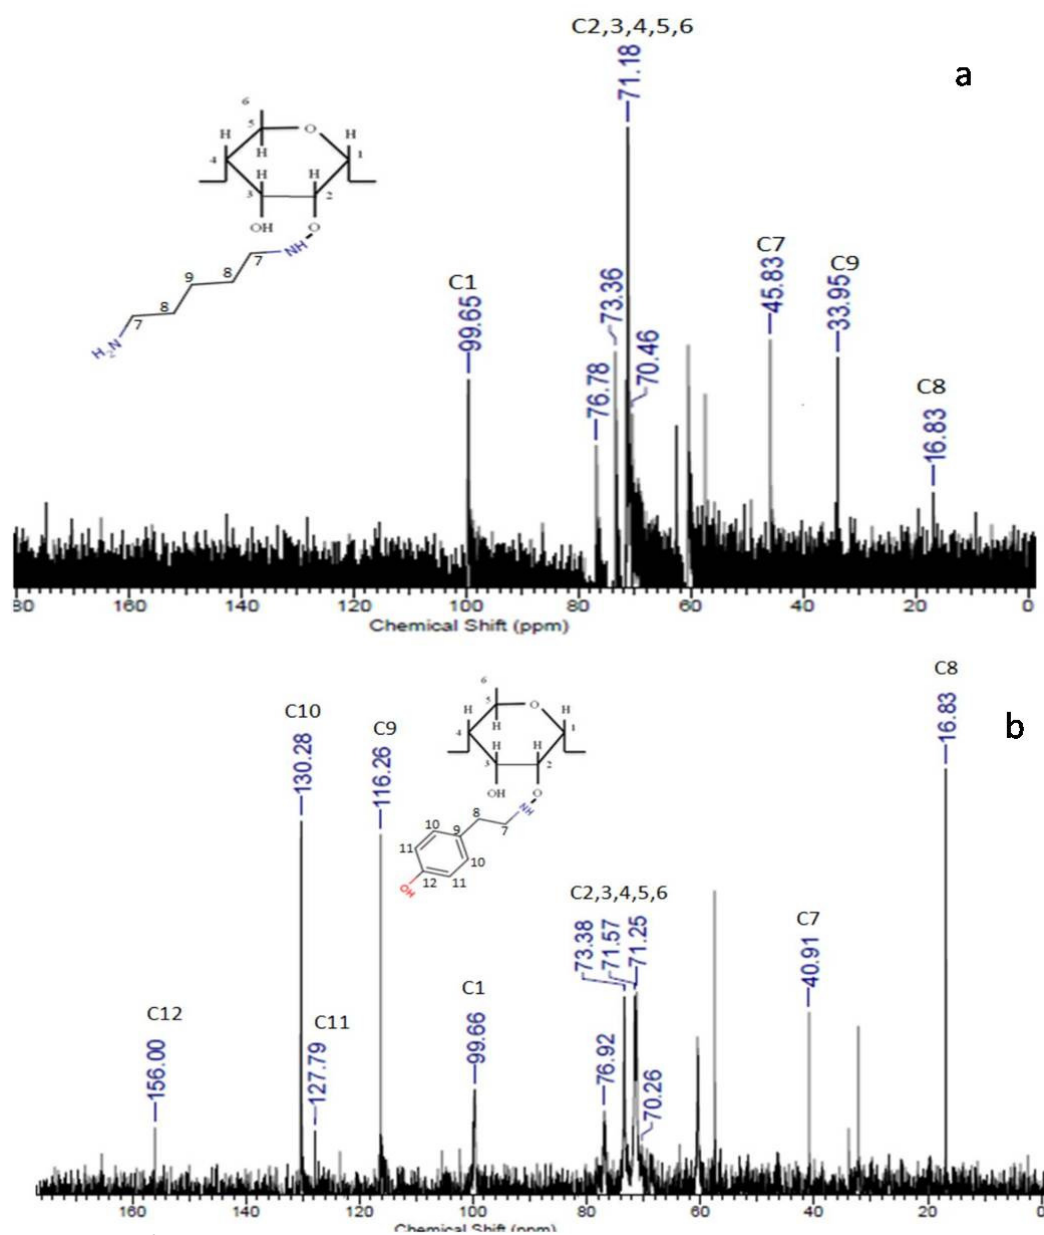 C2,3,4,5,6
71.18
a
6
5
O
H
H
4
H
1
H
H
3
2
OH
O
NH
7
8
9
8
7
H2N
C1
99.65
76.78
73.36
70.46
C7
45.83
C9
33.95
C8
16.83
80 160 140 120 100 80 60 40 20 0
Chemical Shift (ppm)
C8
16.83
b
C10
130.28
C9
116.26
6
5
O
H
H
4
H
1
H
H
3
2
OH
O
NH
8
7
10
9
11
10
12
11
OH
C2,3,4,5,6
73.38
71.57
71.25
C7
40.91
C1
99.66
C12
156.00
C11
127.79
76.92
70.26
160 140 120 100 80 60 40 20 0
Chemical Shift (ppm)